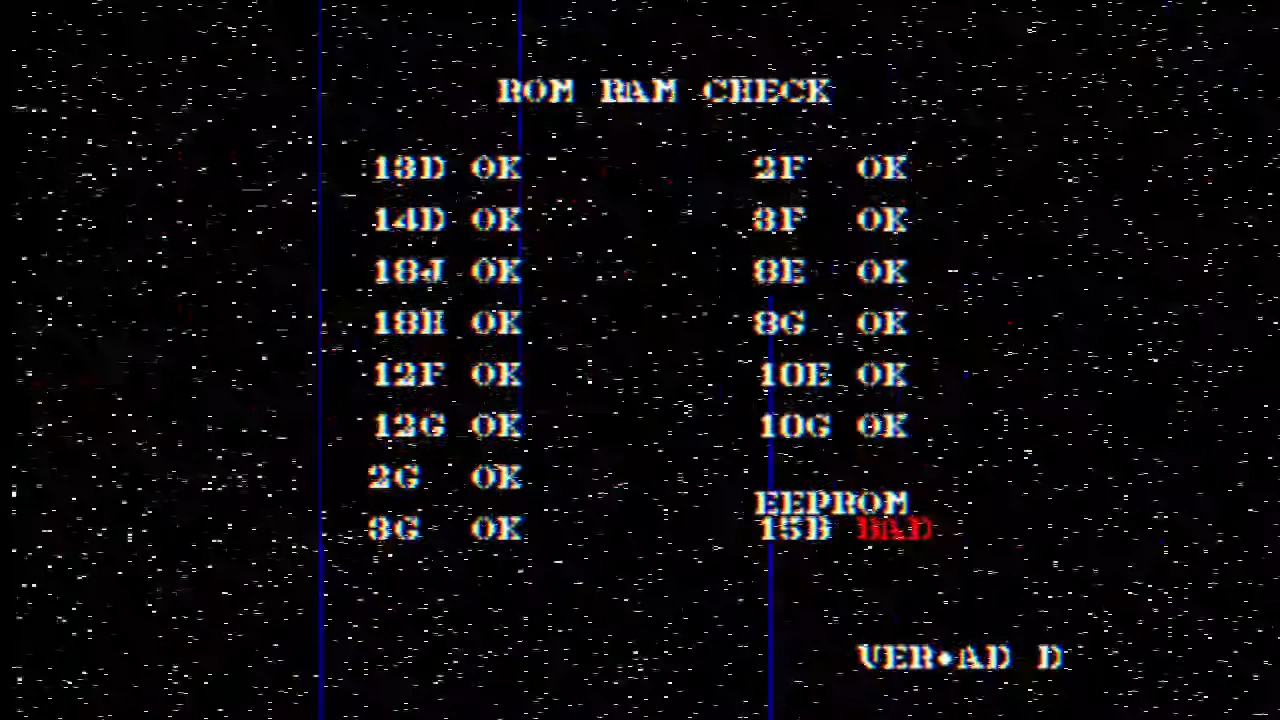 ROM RAM CHECK
13D OK 2F OK
14D OK 3F OK
18J OK 8E OK
18H OK 8G OK
12F OK 10E OK
12G OK 10G OK
2G OK
EEPROM
3G OK 15B BAD
VER•AD D